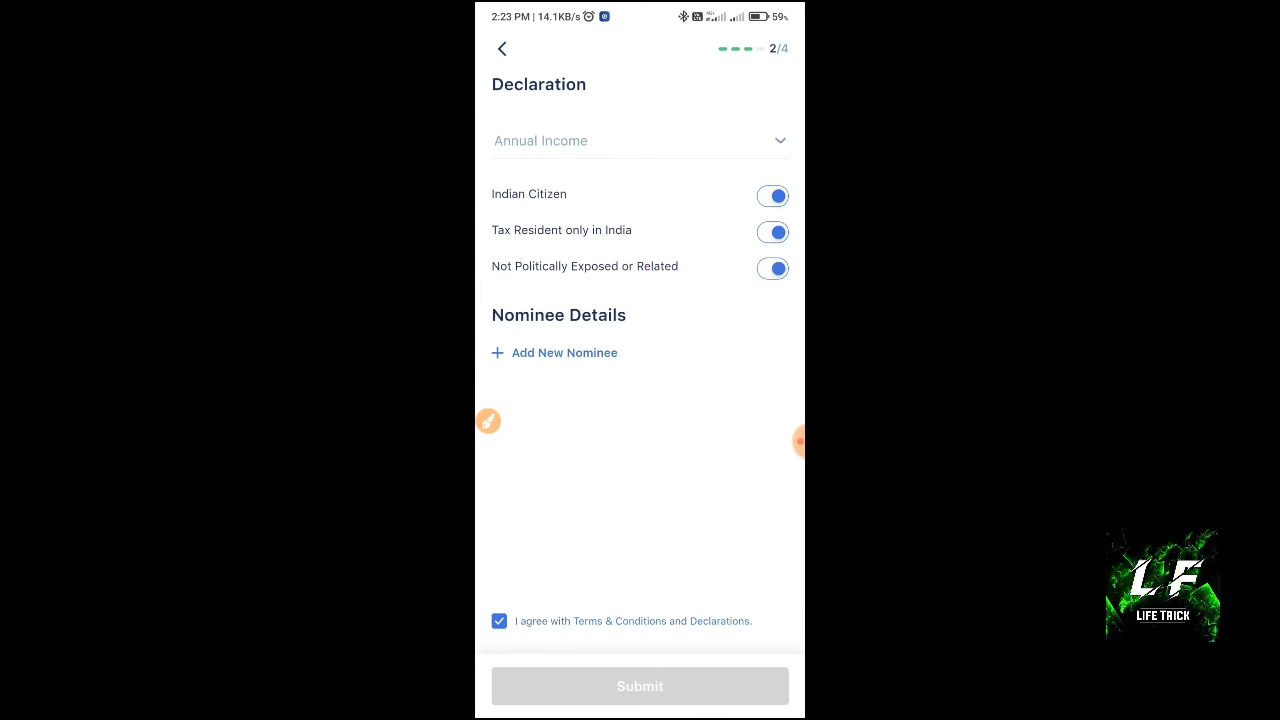 2:23 PM | 14.1KB/s
4G+
59%
2/4
Declaration
Annual Income
Indian Citizen
Tax Resident only in India
Not Politically Exposed or Related
Nominee Details
+ Add New Nominee
I agree with Terms & Conditions and Declarations.
Submit
LF
LIFE TRICK